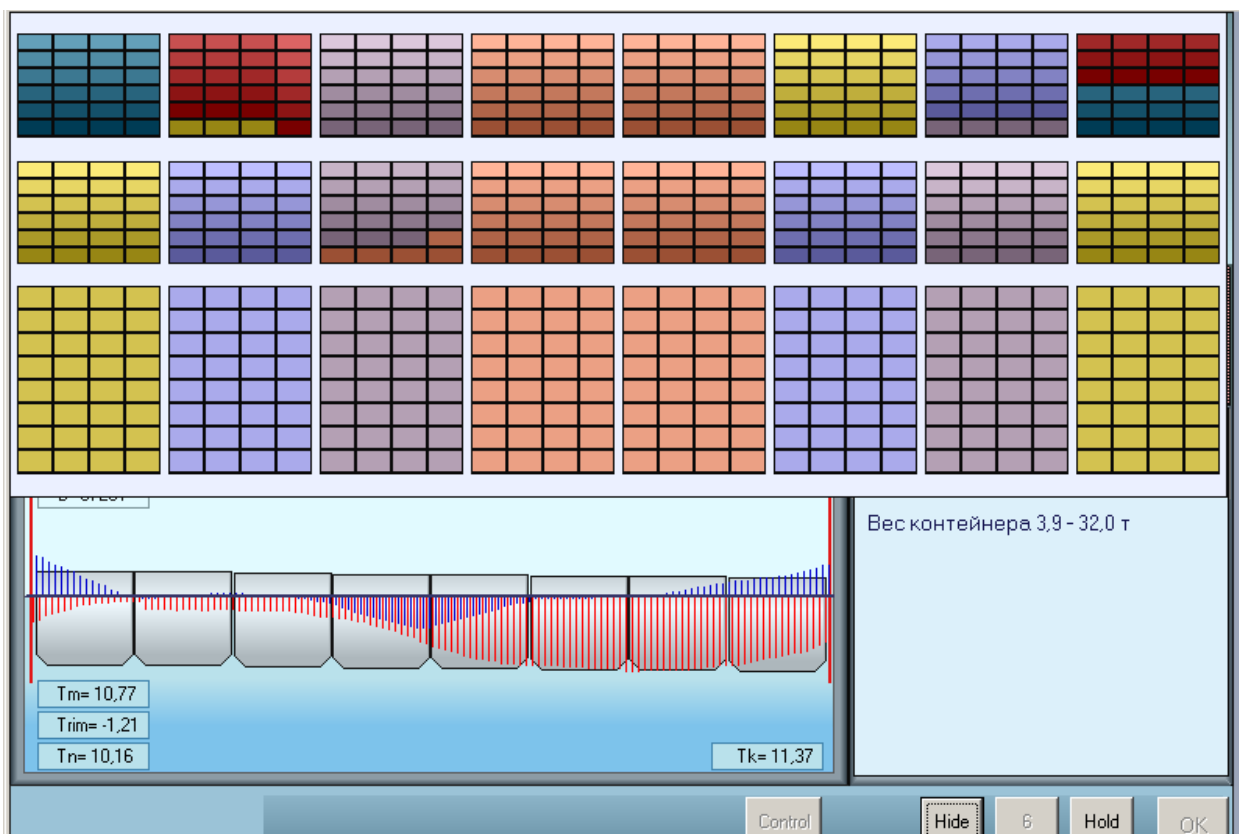 Вес контейнера 3,9 - 32,0 т
Tm= 10,77
Trim= -1,21
Tn= 10,16
Tk= 11,37
Control
Hide
6
Hold
OK